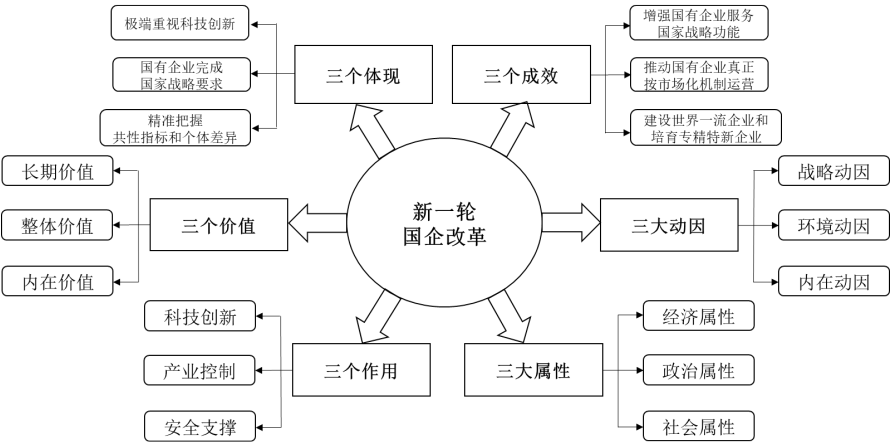 极端重视科技创新
国有企业完成
国家战略要求
精准把握
共性指标和个体差异
三个体现
三个成效
增强国有企业服务
国家战略功能
推动国有企业真正
按市场化机制运营
建设世界一流企业和
培育专精特新企业
长期价值
整体价值
内在价值
三个价值
新一轮
国企改革
三大动因
战略动因
环境动因
内在动因
科技创新
产业控制
安全支撑
三个作用
三大属性
经济属性
政治属性
社会属性